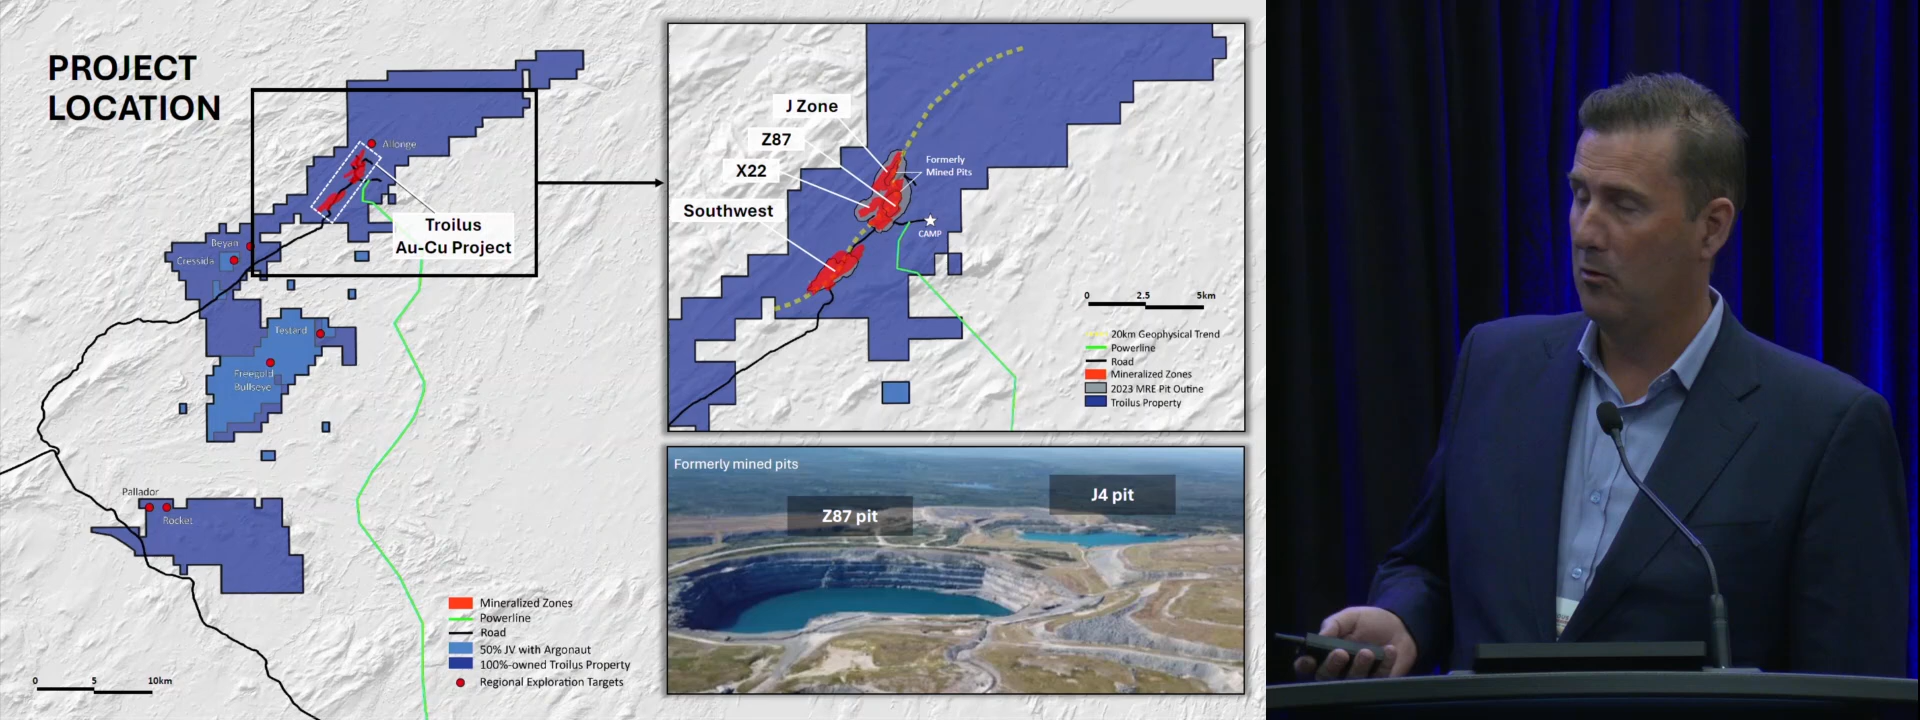 PROJECT
LOCATION
Allonge
Troilus
Au-Cu Project
Beyan
Cressida
Testard
Freegold
Bullseye
Pallador
Rocket
Mineralized Zones
Powerline
Road
50% JV with Argonaut
100%-owned Troilus Property
Regional Exploration Targets
0 5 10km
J Zone
Z87
X22
Southwest
Formerly
Mined Pits
CAMP
0 2.5 5km
20km Geophysical Trend
Powerline
Road
Mineralized Zones
2023 MRE Pit Outine
Troilus Property
Formerly mined pits
Z87 pit
J4 pit